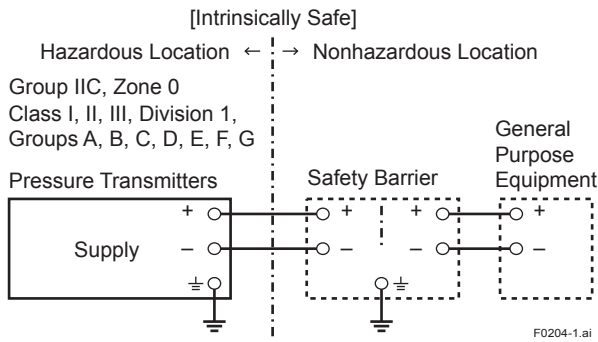 [Intrinsically Safe]
Hazardous Location ← → Nonhazardous Location
Group IIC, Zone 0
Class I, II, III, Division 1,
Groups A, B, C, D, E, F, G
General
Purpose
Equipment
Pressure Transmitters
Safety Barrier
Supply
+
–
+
–
+
–
+
–
F0204-1.ai